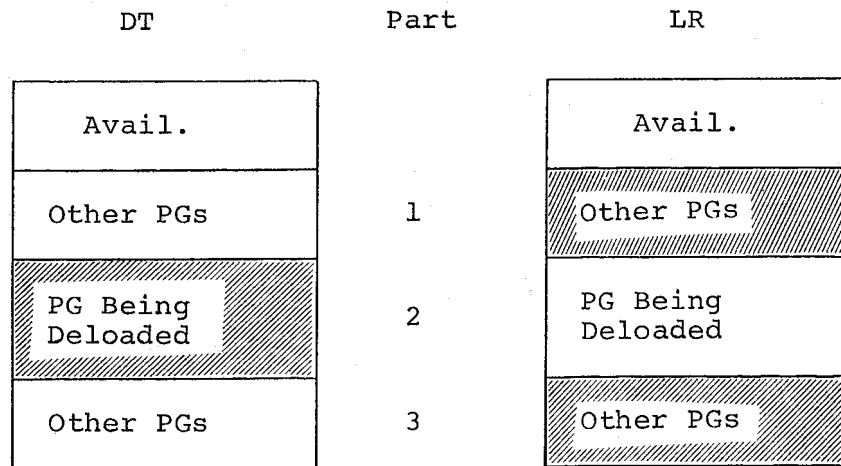 DT Part LR
Avail. Avail.
Other PGs 1 Other PGs
PG Being
Deloaded 2 PG Being
Deloaded
Other PGs 3 Other PGs